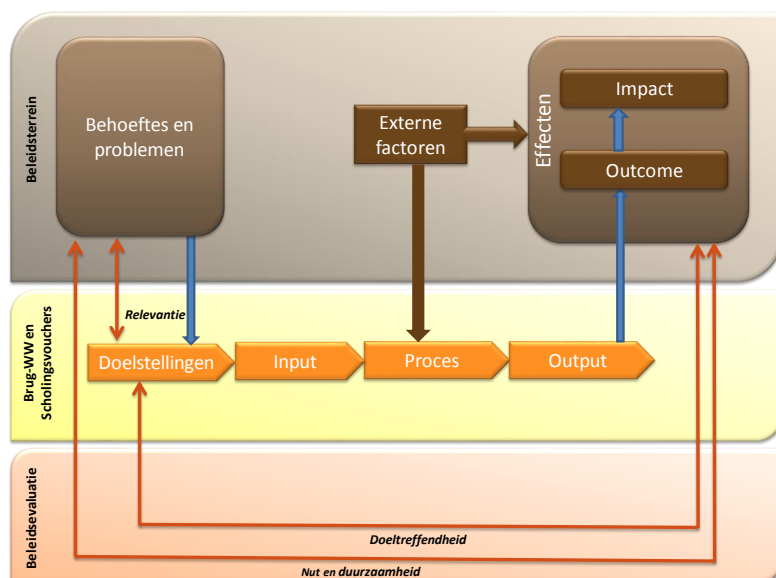 Beleidsterrein
Behoeftes en
problemen
Externe
factoren
Effecten
Impact
Outcome
Brug-WW en
Scholingsvouchers
Relevantie
Doelstellingen
Input
Proces
Output
Beleidsevaluatie
Doeltreffendheid
Nut en duurzaamheid